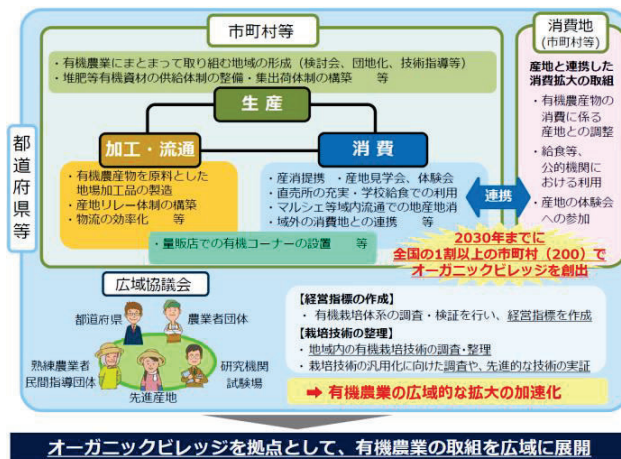 市町村等
・有機農業にまとまって取り組む地域の形成（検討会、団地化、技術指導等）
・堆肥等有機資材の供給体制の整備・集出荷体制の構築　等
生 産
加工・流通
・有機農産物を原料とした
地場加工品の製造
・産地リレー体制の構築
・物流の効率化　等
消 費
・産消提携　・産地見学会、体験会
・直売所の充実・学校給食での利用
・マルシェ等域内流通での地産地消
・域外の消費地との連携　等
・量販店での有機コーナーの設置　等
連携
消費地
(市町村等)
産地と連携した
消費拡大の取組
・有機農産物の
消費に係る
産地との調整
・給食等、
公的機関に
おける利用
・産地の体験会
への参加
都道府県等
2030年までに
全国の1割以上の市町村（200）で
オーガニックビレッジを創出
広域協議会
都道府県
農業者団体
熟練農業者
民間指導団体
先進産地
研究機関
試験場
【経営指標の作成】
・ 有機栽培体系の調査・検証を行い、経営指標を作成
【栽培技術の整理】
・ 地域内の有機栽培技術の調査・整理
・ 栽培技術の汎用化に向けた調査や、先進的な技術の実証
➡ 有機農業の広域的な拡大の加速化
オーガニックビレッジを拠点として、有機農業の取組を広域に展開